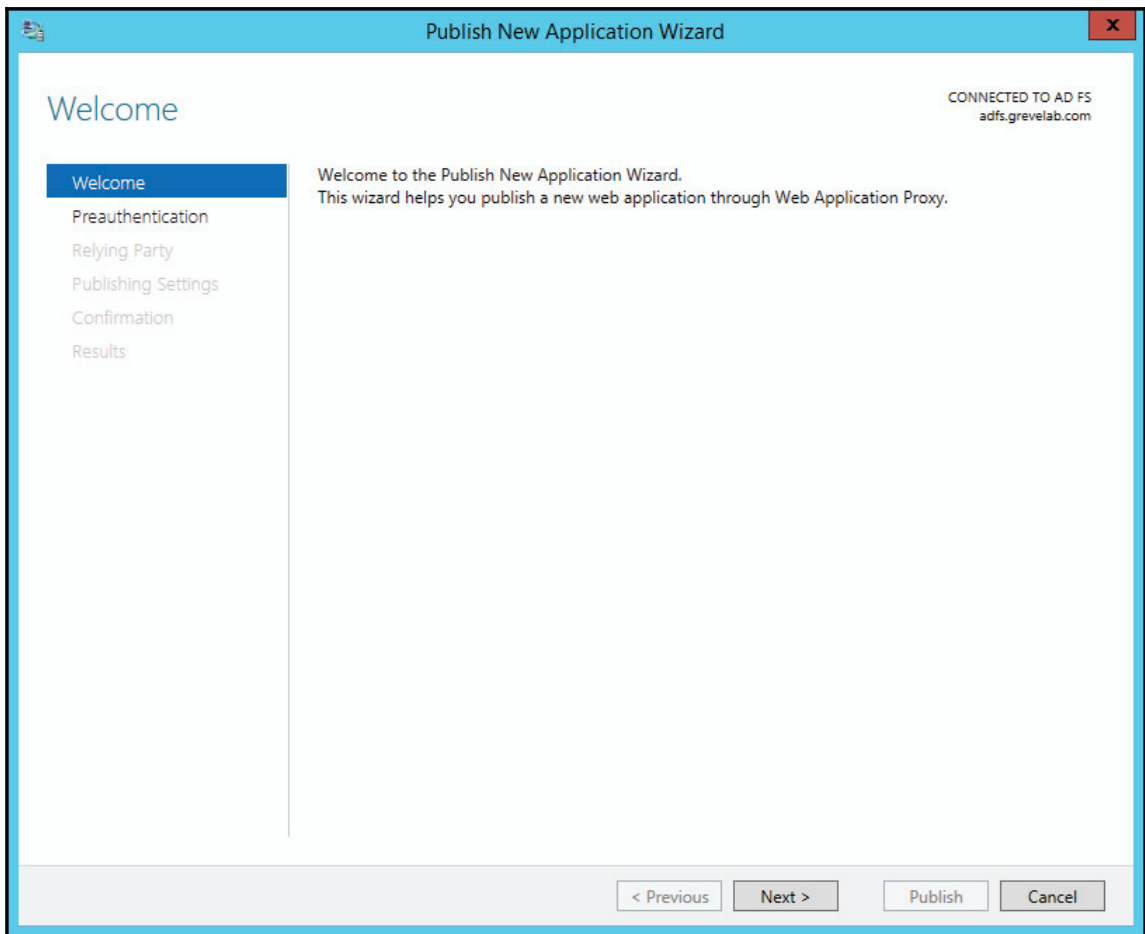 Publish New Application Wizard
x
Welcome
CONNECTED TO AD FS
adfs.grevelab.com
Welcome
Preauthentication
Relying Party
Publishing Settings
Confirmation
Results
Welcome to the Publish New Application Wizard.
This wizard helps you publish a new web application through Web Application Proxy.
< Previous
Next >
Publish
Cancel